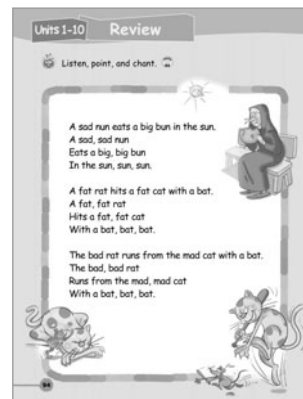 Units 1-10 Review
Listen, point, and chant.
A sad nun eats a big bun in the sun.
A sad, sad nun
Eats a big, big bun
In the sun, sun, sun.
A fat rat hits a fat cat with a bat.
A fat, fat rat
Hits a fat, fat cat
With a bat, bat, bat.
The bad rat runs from the mad cat with a bat.
The bad, bad rat
Runs from the mad, mad cat
With a bat, bat, bat.